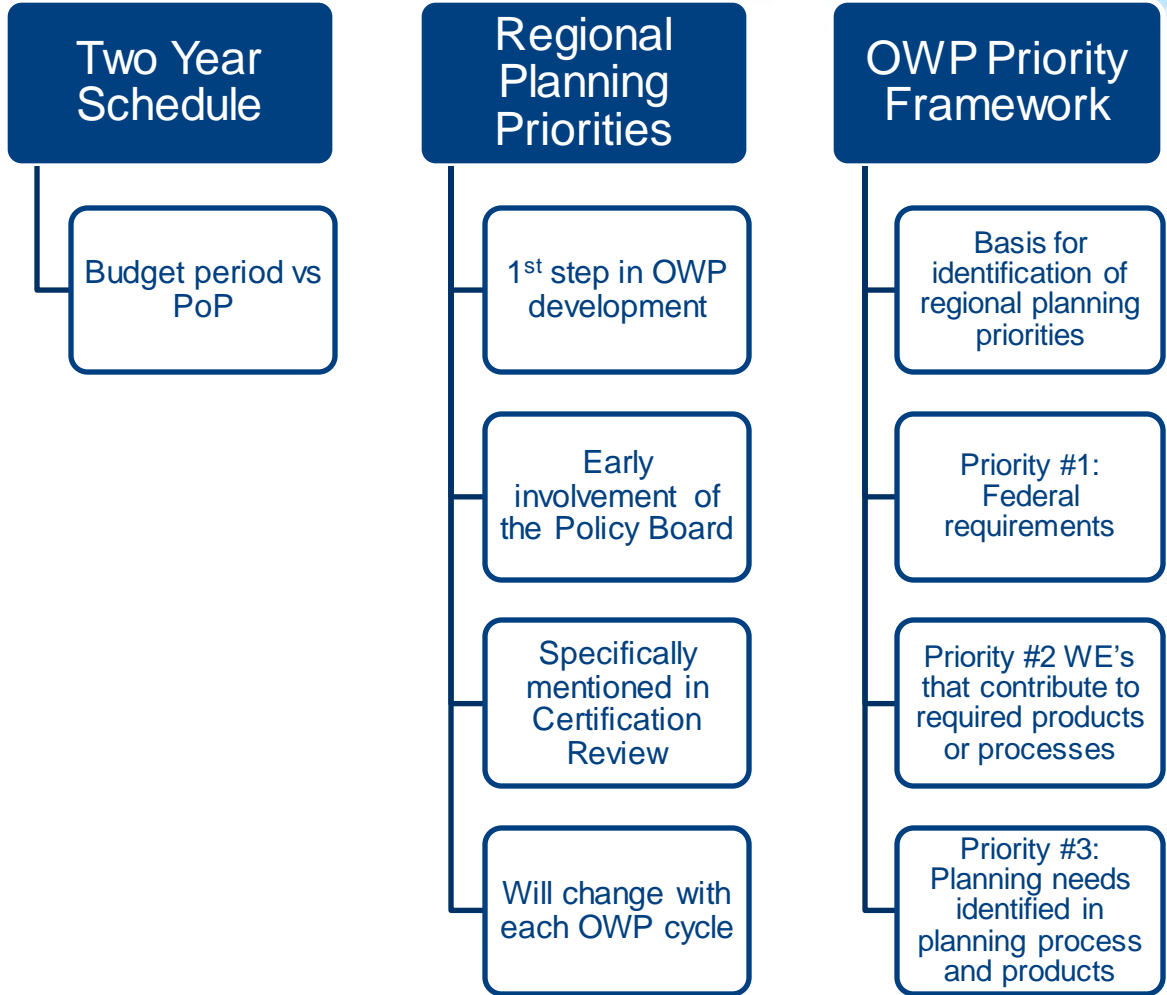 Two Year
Schedule
Budget period vs
PoP
Regional
Planning
Priorities
1st step in OWP
development
Early
involvement of
the Policy Board
Specifically
mentioned in
Certification
Review
Will change with
each OWP cycle
OWP Priority
Framework
Basis for
identification of
regional planning
priorities
Priority #1:
Federal
requirements
Priority #2 WE’s
that contribute to
required products
or processes
Priority #3:
Planning needs
identified in
planning process
and products